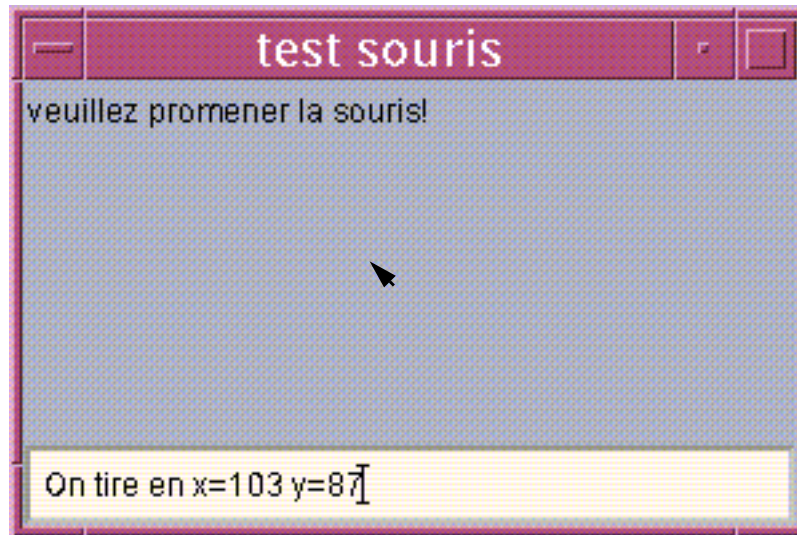 test souris
veuillez promener la souris!
On tire en x=103 y=87